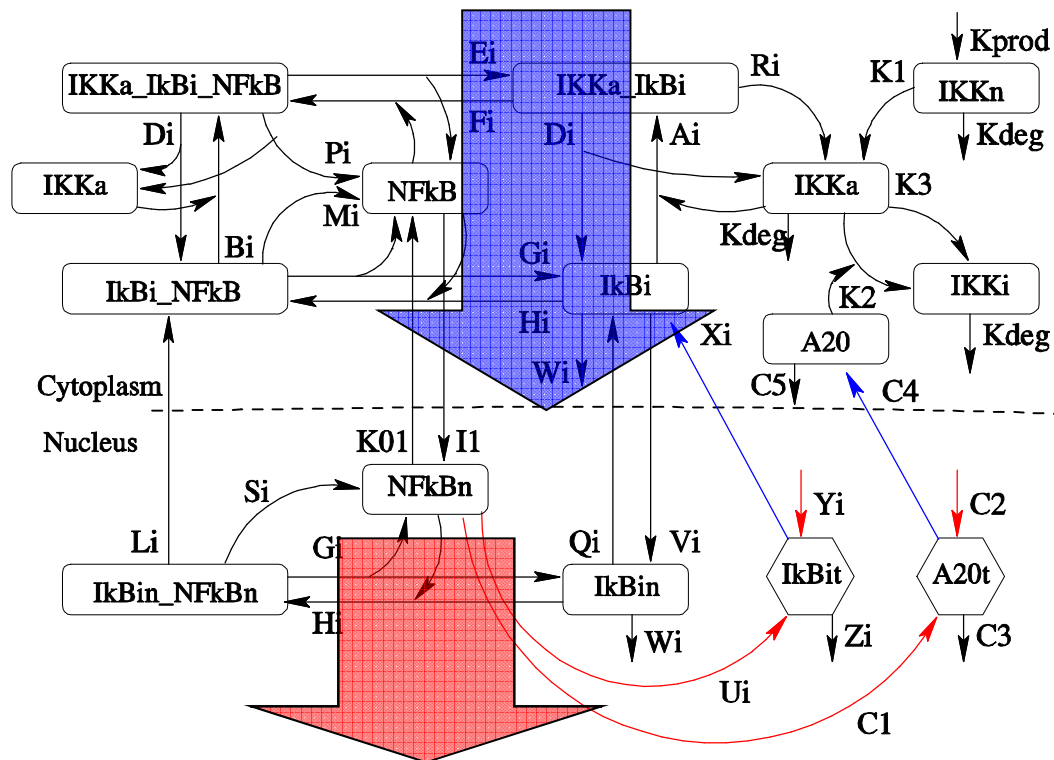 Kprod
Ei
Ri
K1
IKKa_IkBi_NFkB
IKKa_IkBi
IKKn
Fi
Di
Pi
Di
Ai
Kdeg
IKKa
NFkB
IKKa
K3
Mi
Kdeg
Bi
Gi
IkBi_NFkB
IkBi
IKKi
K2
Hi
Xi
A20
Kdeg
Wi
C5
C4
Cytoplasm
Nucleus
K01
I1
Si
NFkBn
Yi
C2
Li
Gi
Qi
Vi
IkBit
A20t
IkBin_NFkBn
IkBin
Hi
Wi
Zi
C3
Ui
C1